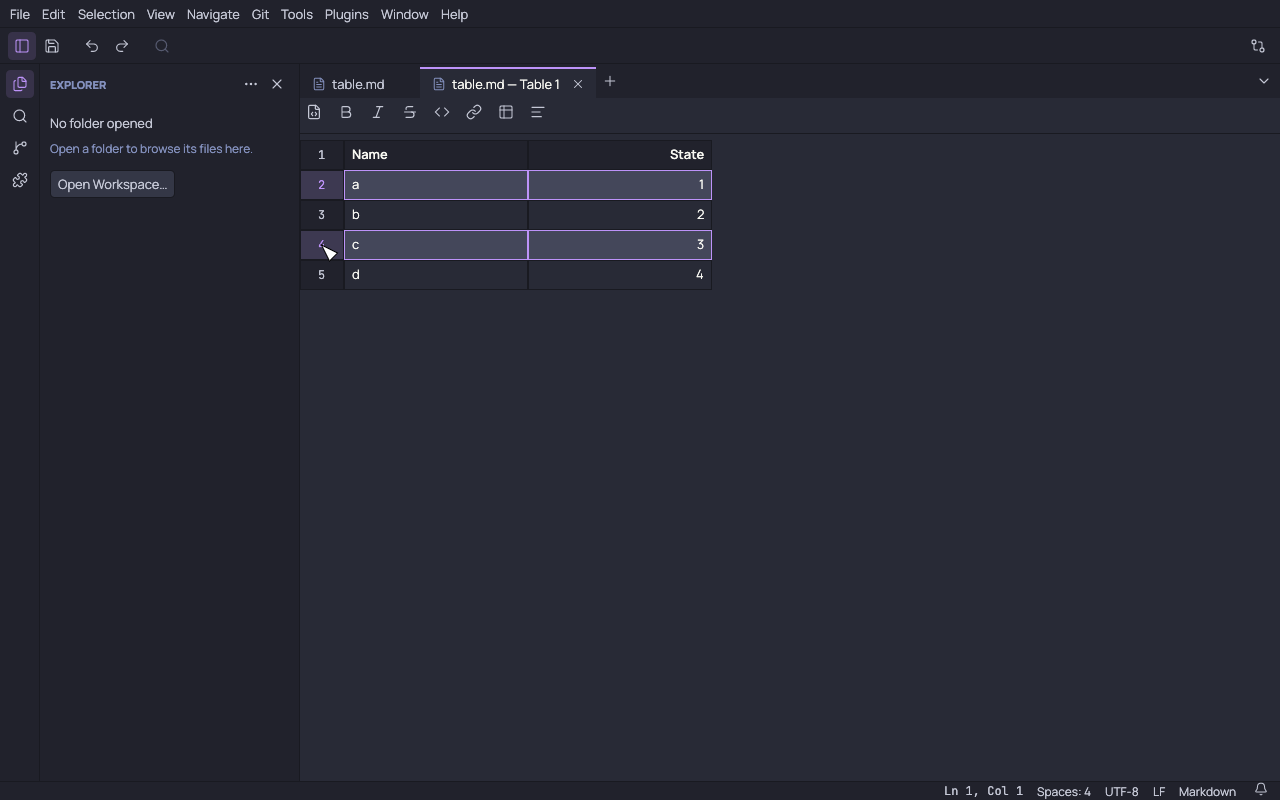 File Edit Selection View Navigate Git Tools Plugins Window Help
EXPLORER
No folder opened
Open a folder to browse its files here.
Open Workspace...
table.md
table.md — Table 1
1 Name State
2 a 1
3 b 2
c 3
5 d 4
Ln 1, Col 1 Spaces: 4 UTF-8 LF Markdown